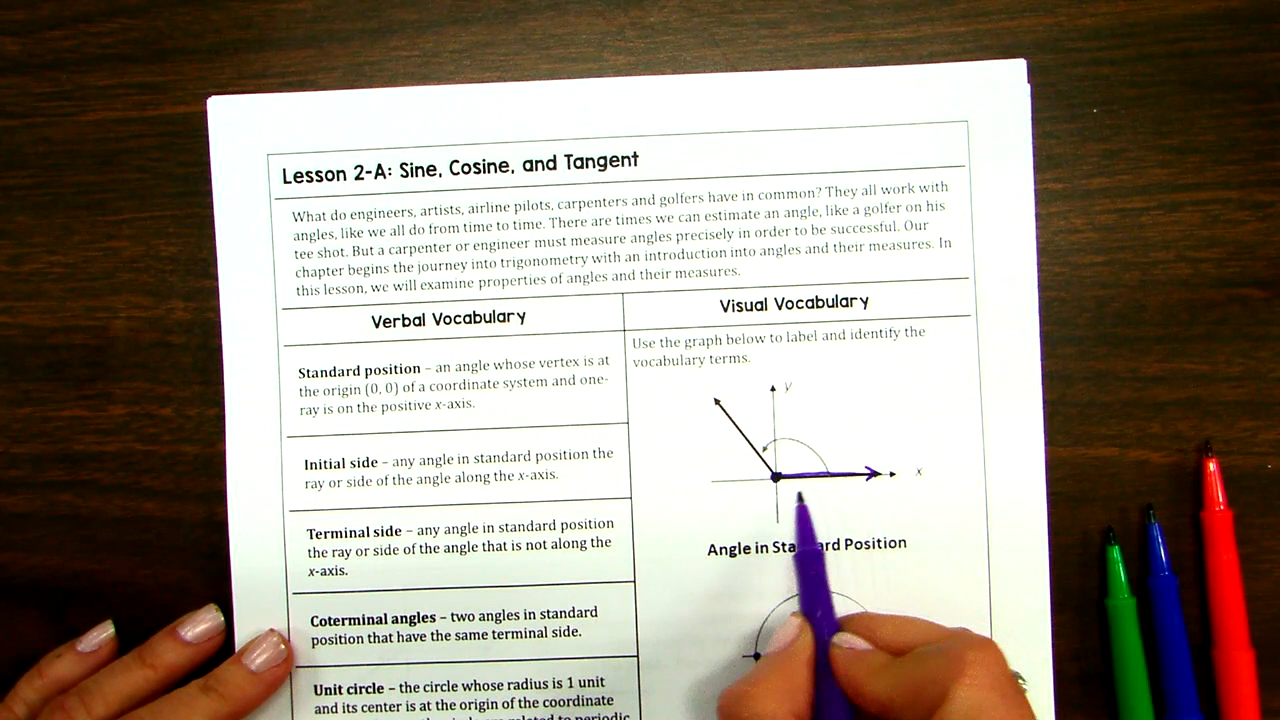 Lesson 2-A: Sine, Cosine, and Tangent
What do engineers, artists, airline pilots, carpenters and golfers have in common? They all work with
angles, like we all do from time to time. There are times we can estimate an angle, like a golfer on his
tee shot. But a carpenter or engineer must measure angles precisely in order to be successful. Our
chapter begins the journey into trigonometry with an introduction into angles and their measures. In
this lesson, we will examine properties of angles and their measures.
Verbal Vocabulary
Standard position – an angle whose vertex is at
the origin (0, 0) of a coordinate system and one-
ray is on the positive x-axis.
Initial side – any angle in standard position the
ray or side of the angle along the x-axis.
Terminal side – any angle in standard position
the ray or side of the angle that is not along the
x-axis.
Coterminal angles – two angles in standard
position that have the same terminal side.
Unit circle – the circle whose radius is 1 unit
and its center is at the origin of the coordinate
Visual Vocabulary
Use the graph below to label and identify the
vocabulary terms.
y
x
Angle in Standard Position